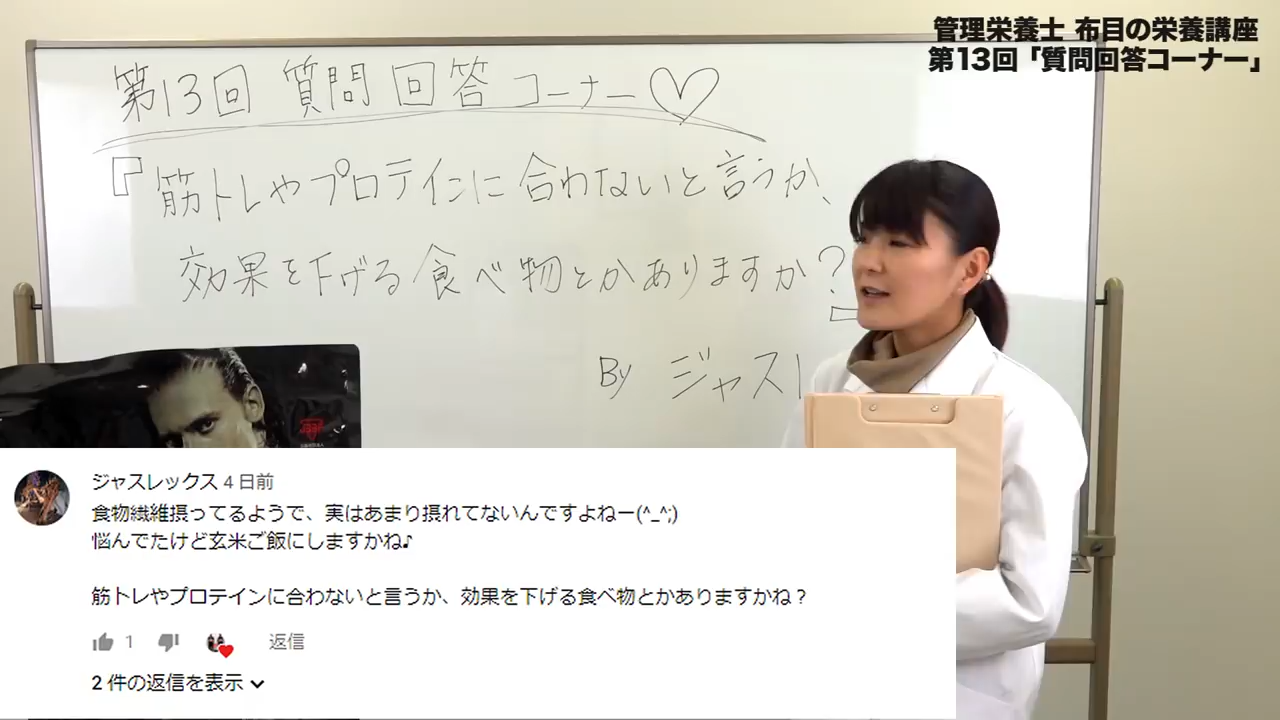 管理栄養士 布目の栄養講座
第13回「質問回答コーナー」
第13回 質問回答コーナー♡
『筋トレやプロテインに合わないと言うか、
効果を下げる食べ物とかありますか?』
By ジャスレ
ジャスレックス 4 日前
食物繊維摂ってるようで、実はあまり摂れてないんですよねー(^_^;)
悩んでたけど玄米ご飯にしますかね♪
筋トレやプロテインに合わないと言うか、効果を下げる食べ物とかありますかね？
1 返信
2 件の返信を表示